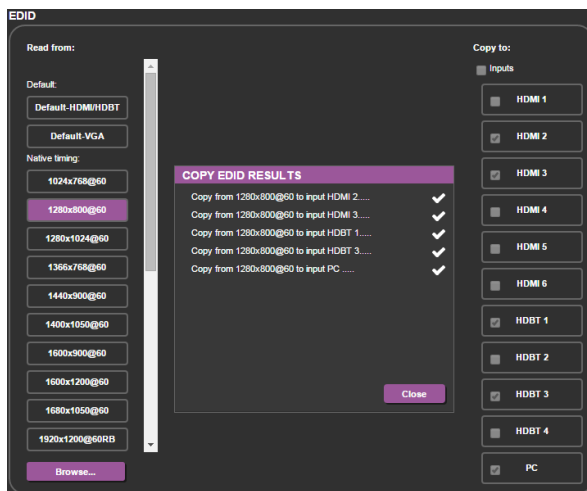 EDID
Read from:
Default:
Default-HDMI/HDBT
Default-VGA
Native timing:
1024x768@60
1280x800@60
1280x1024@60
1366x768@60
1440x900@60
1400x1050@60
1600x900@60
1600x1200@60
1680x1050@60
1920x1200@60RB
Browse...
COPY EDID RESULTS
Copy from 1280x800@60 to input HDMI 2.....
Copy from 1280x800@60 to input HDMI 3.....
Copy from 1280x800@60 to input HDBT 1.....
Copy from 1280x800@60 to input HDBT 3.....
Copy from 1280x800@60 to input PC .....
Close
Copy to:
Inputs
HDMI 1
HDMI 2
HDMI 3
HDMI 4
HDMI 5
HDMI 6
HDBT 1
HDBT 2
HDBT 3
HDBT 4
PC